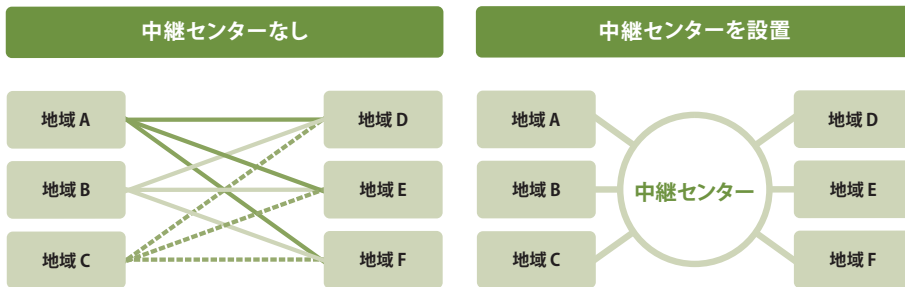 中継センターなし
中継センターを設置
地域 A
地域 D
地域 B
地域 E
地域 C
地域 F
地域 A
地域 D
地域 B
中継センター
地域 E
地域 C
地域 F